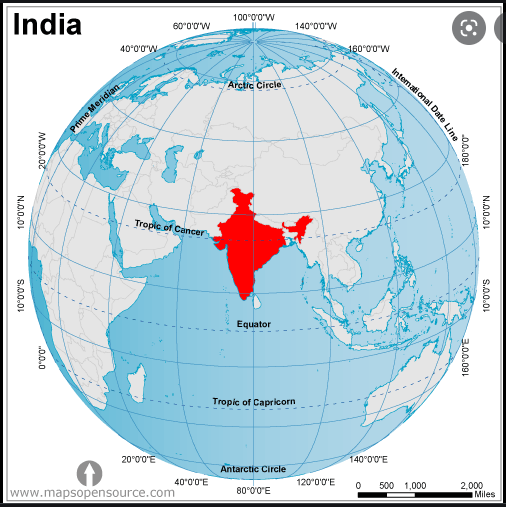 India
100°0'0"W
60°0'0"W
140°0'0"W
40°0'0"W
160°0'0"W
Arctic Circle
Prime Meridian
International Date Line
20°0'0"W
180°0'0"
Tropic of Cancer
10°0'0"N
10°0'0"N
10°0'0"S
10°0'0"S
Equator
0°0'0"
160°0'0"E
Tropic of Capricorn
20°0'0"E
Antarctic Circle
140°0'0"E
40°0'0"E
80°0'0"E
120°0'0"E
0 500 1,000 2,000
Miles
www.mapsopensource.com